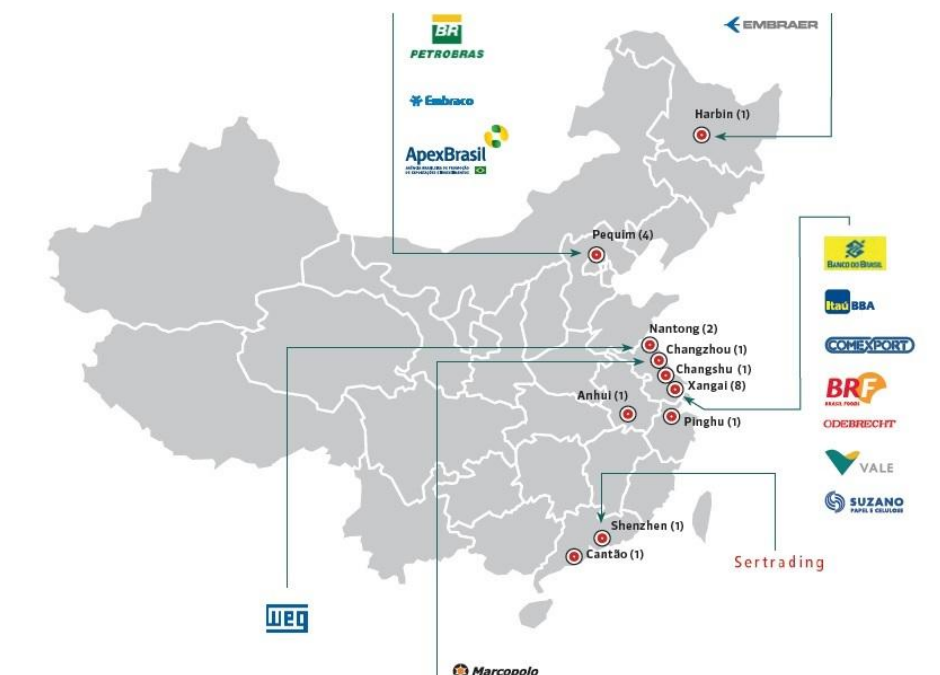 BR
PETROBRAS
EMBRAER
Embraco
Harbin (1)
ApexBrasil
Pequim (4)
BANCO DO BRASIL
Itaú BBA
Nantong (2)
COMEXPORT
Changzhou (1)
Changshu (1)
Xangai (8)
BRF
BRASIL FOODS
Anhui (1)
Pinghu (1)
ODEBRECHT
VALE
SUZANO
PAPEL E CELULOSE
Shenzhen (1)
Cantão (1)
Sertrading
weg
Marcopolo